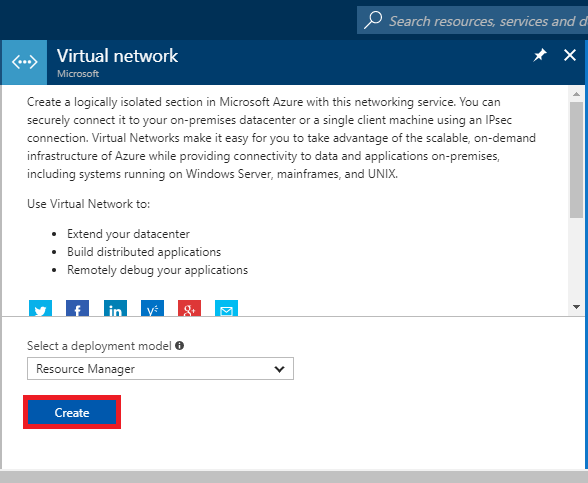 Search resources, services and d
Virtual network
Microsoft
Create a logically isolated section in Microsoft Azure with this networking service. You can
securely connect it to your on-premises datacenter or a single client machine using an IPsec
connection. Virtual Networks make it easy for you to take advantage of the scalable, on-demand
infrastructure of Azure while providing connectivity to data and applications on-premises,
including systems running on Windows Server, mainframes, and UNIX.
Use Virtual Network to:
• Extend your datacenter
• Build distributed applications
• Remotely debug your applications
Select a deployment model
Resource Manager
Create